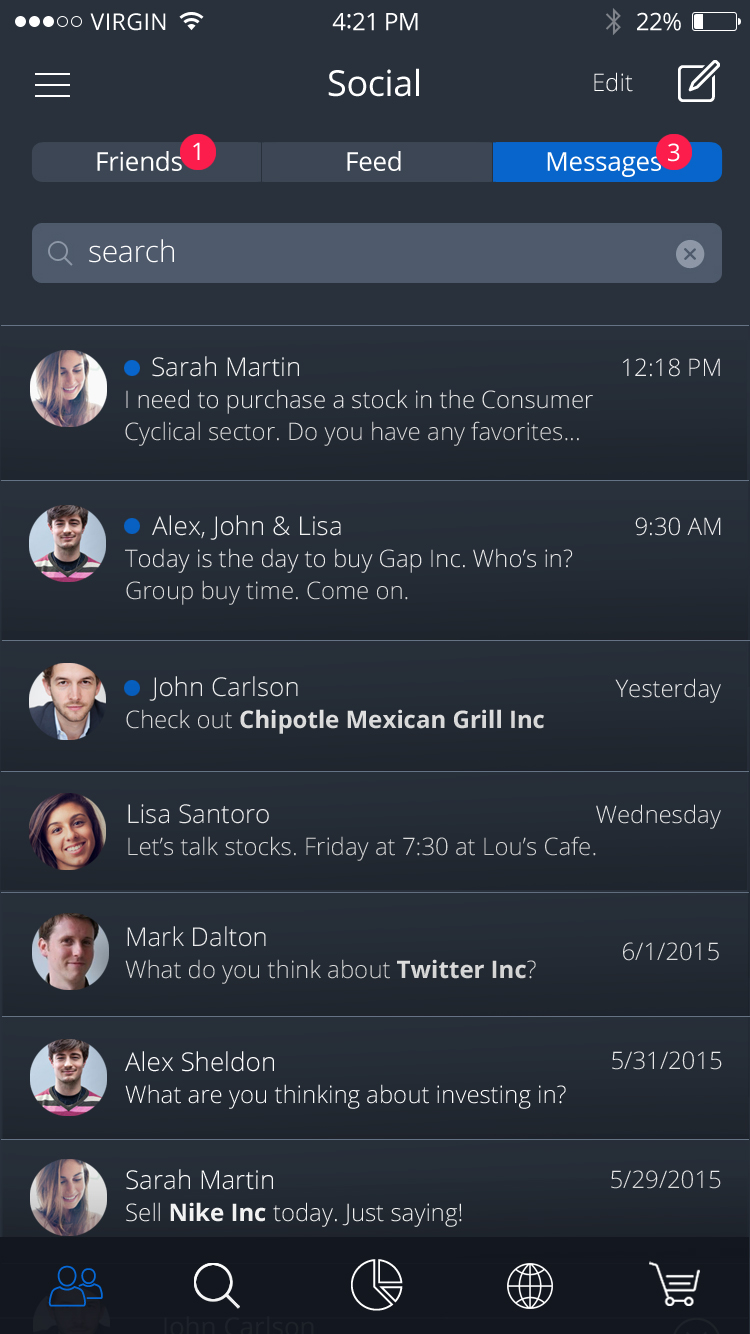 VIRGIN 4:21 PM 22%
Social Edit
Friends 1 Feed Messages 3
search
Sarah Martin 12:18 PM
I need to purchase a stock in the Consumer
Cyclical sector. Do you have any favorites...
Alex, John & Lisa 9:30 AM
Today is the day to buy Gap Inc. Who's in?
Group buy time. Come on.
John Carlson Yesterday
Check out Chipotle Mexican Grill Inc
Lisa Santoro Wednesday
Let's talk stocks. Friday at 7:30 at Lou's Cafe.
Mark Dalton 6/1/2015
What do you think about Twitter Inc?
Alex Sheldon 5/31/2015
What are you thinking about investing in?
Sarah Martin 5/29/2015
Sell Nike Inc today. Just saying!
John Carlson